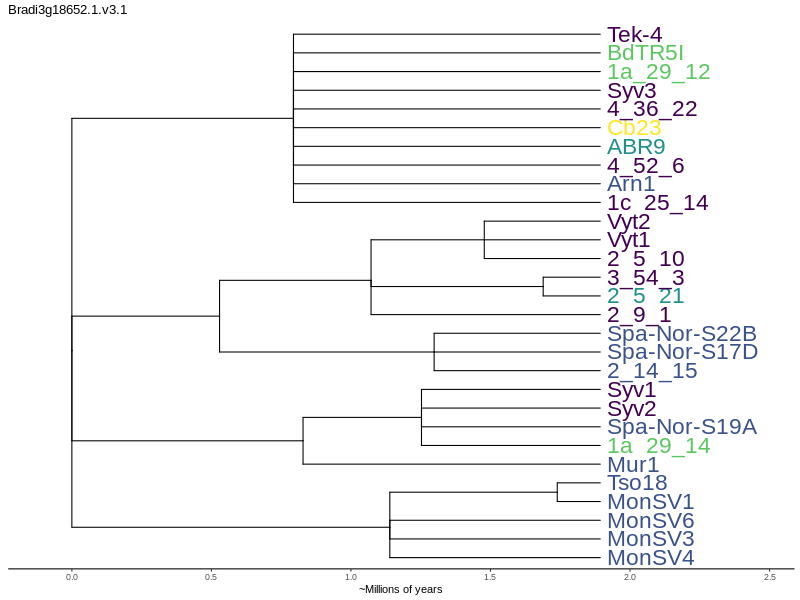 Bradi3g18652.1.v3.1
Tek-4
BdTR5I
1a_29_12
Syv3
4_36_22
Cb23
ABR9
4_52_6
Arn1
1c_25_14
Vyt2
Vyt1
2_5_10
3_54_3
2_5_21
2_9_1
Spa-Nor-S22B
Spa-Nor-S17D
2_14_15
Syv1
Syv2
Spa-Nor-S19A
1a_29_14
Mur1
Tso18
MonSV1
MonSV6
MonSV3
MonSV4
0.0 0.5 1.0 1.5 2.0 2.5
~Millions of years